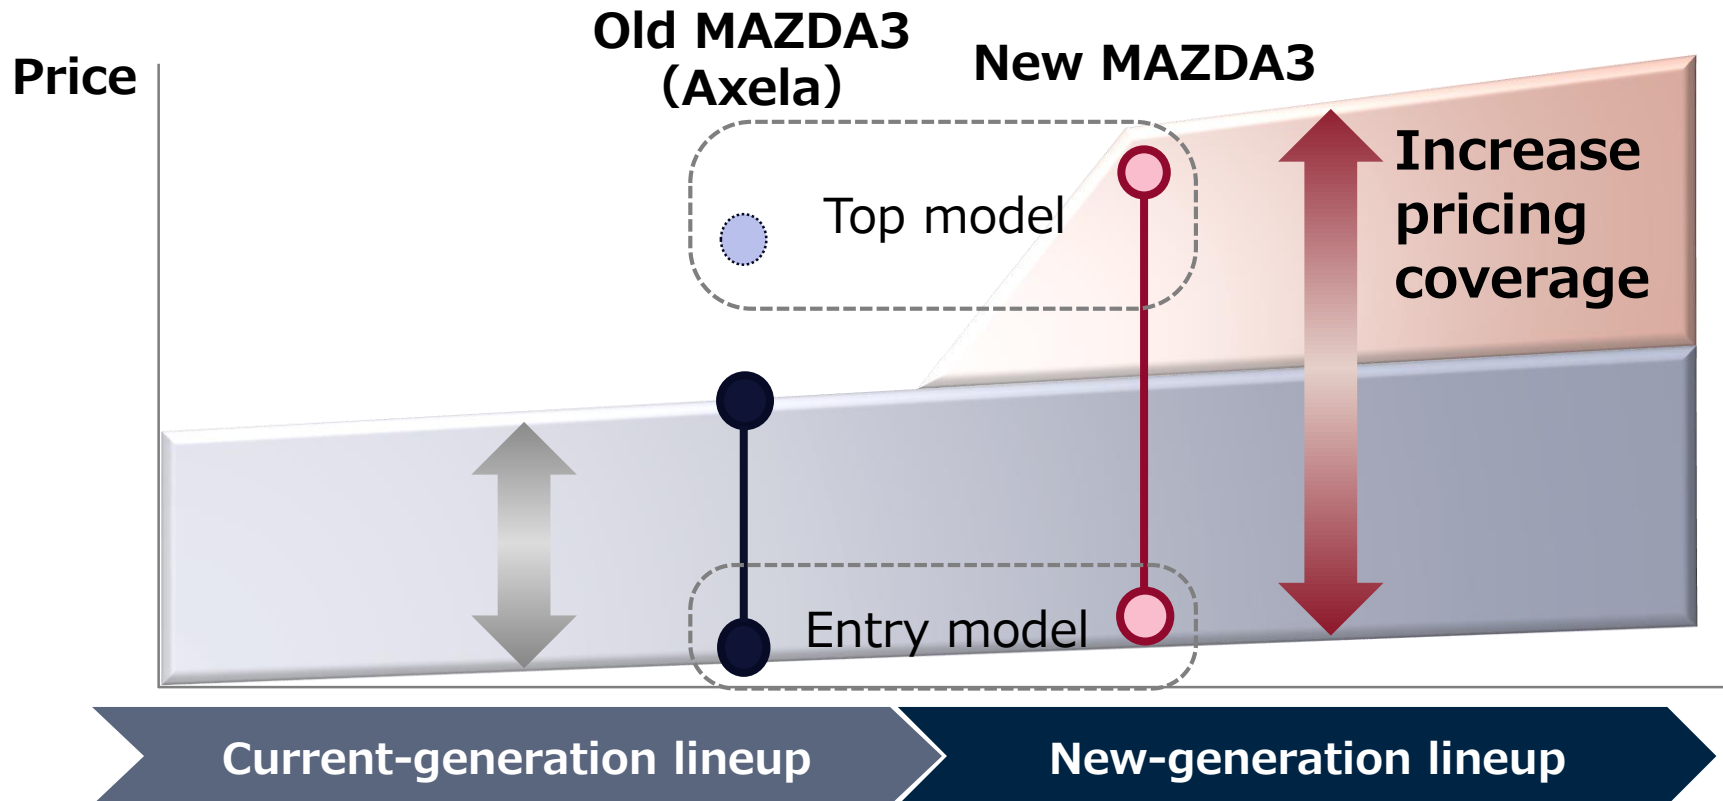 Price
Old MAZDA3
(Axela)
New MAZDA3
Top model
Increase
pricing
coverage
Entry model
Current-generation lineup
New-generation lineup